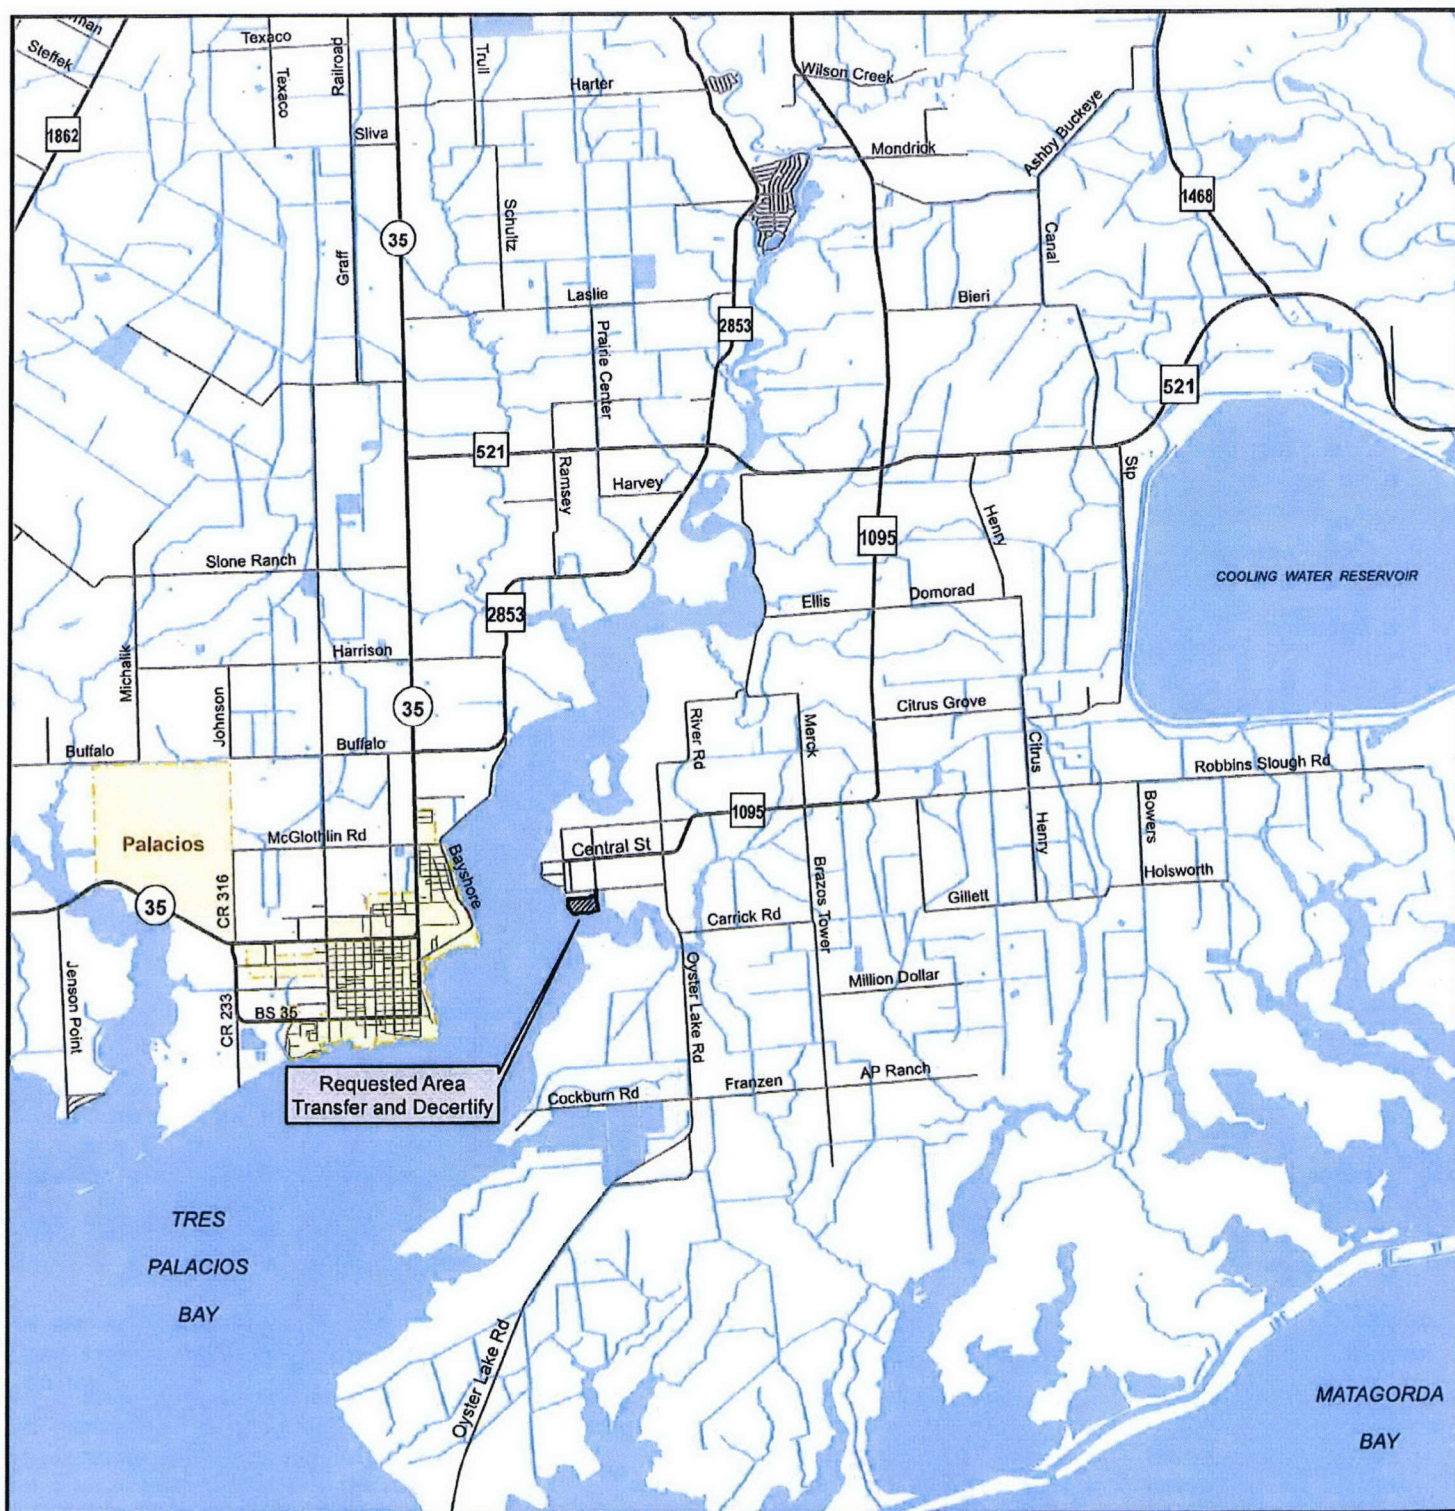 Steffek
Texaco
Texaco
Railroad
Trull
Harter
Wilson Creek
1862
Sliva
Mondrick
Ashby Buckeye
1468
Schultz
35
Graff
Canal
Laslie
Bieri
2853
Prairie Center
521
521
Ramsey
Harvey
Stp
Henry
1095
Slone Ranch
COOLING WATER RESERVOIR
2853
Ellis
Domorad
Harrison
Michalik
Johnson
35
River Rd
Merck
Citrus Grove
Buffalo
Buffalo
Citrus
Robbins Slough Rd
1095
Bowers
Palacios
McGlothlin Rd
Central St
Henry
Bayshore
CR 316
35
Brazos Tower
Holsworth
Gillett
Carrick Rd
Jenson Point
Oyster Lake Rd
Million Dollar
CR 233
BS 35
Requested Area
Transfer and Decertify
Cockburn Rd
Franzen
AP Ranch
TRES
PALACIOS
BAY
Oyster Lake Rd
MATAGORDA
BAY